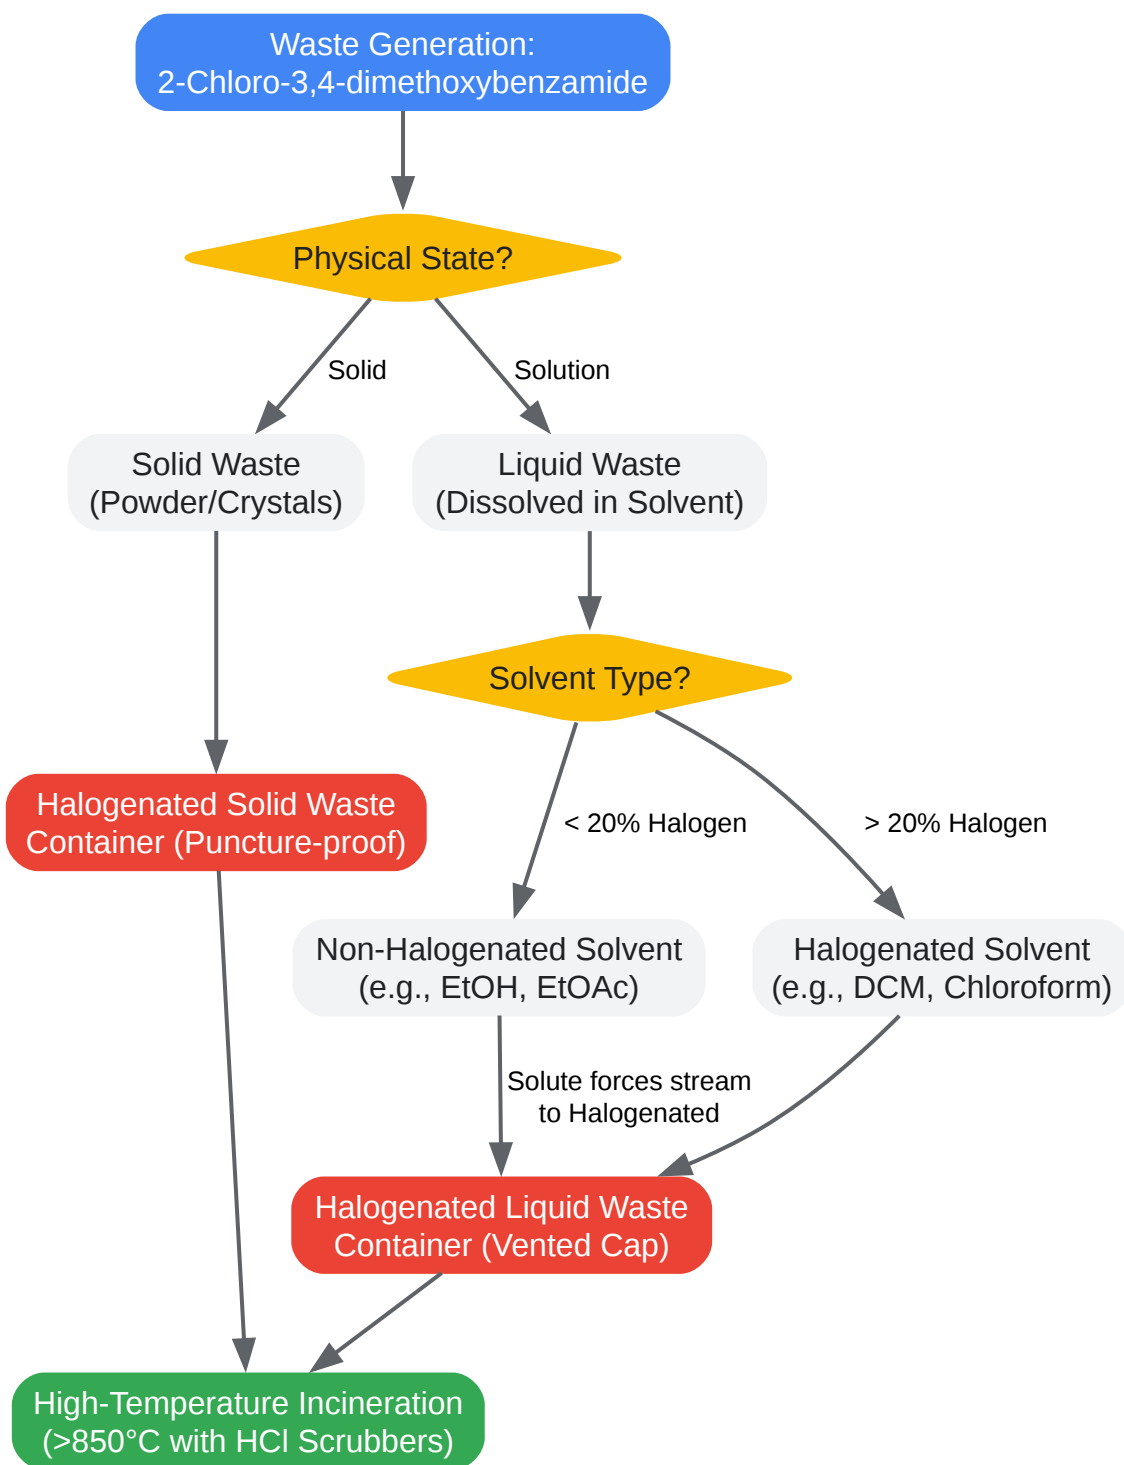 Waste Generation:
2-Chloro-3,4-dimethoxybenzamide
Physical State?
Solid
Solution
Solid Waste
(Powder/Crystals)
Liquid Waste
(Dissolved in Solvent)
Solvent Type?
Halogenated Solid Waste
Container (Puncture-proof)
< 20% Halogen
> 20% Halogen
Non-Halogenated Solvent
(e.g., EtOH, EtOAc)
Halogenated Solvent
(e.g., DCM, Chloroform)
Solute forces stream
to Halogenated
Halogenated Liquid Waste
Container (Vented Cap)
High-Temperature Incineration
(>850°C with HCl Scrubbers)